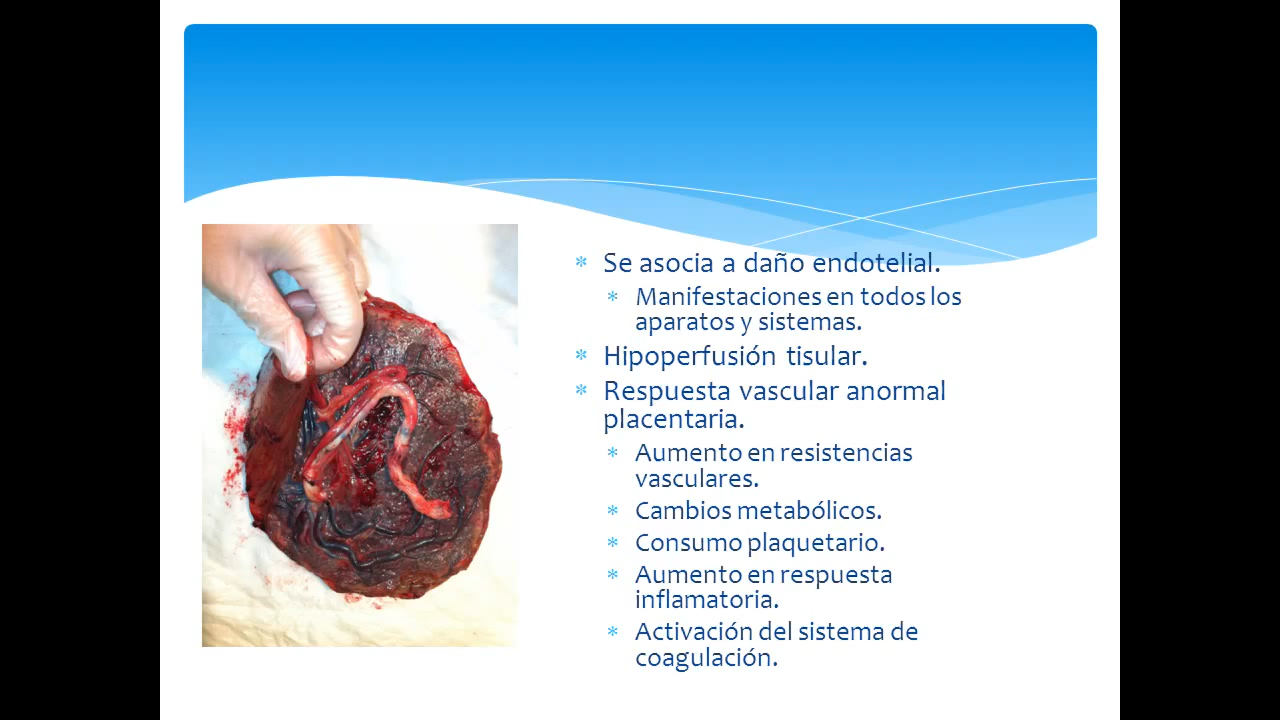 * Se asocia a daño endotelial.
* Manifestaciones en todos los
aparatos y sistemas.
* Hipoperfusión tisular.
* Respuesta vascular anormal
placentaria.
* Aumento en resistencias
vasculares.
* Cambios metabólicos.
* Consumo plaquetario.
* Aumento en respuesta
inflamatoria.
* Activación del sistema de
coagulación.